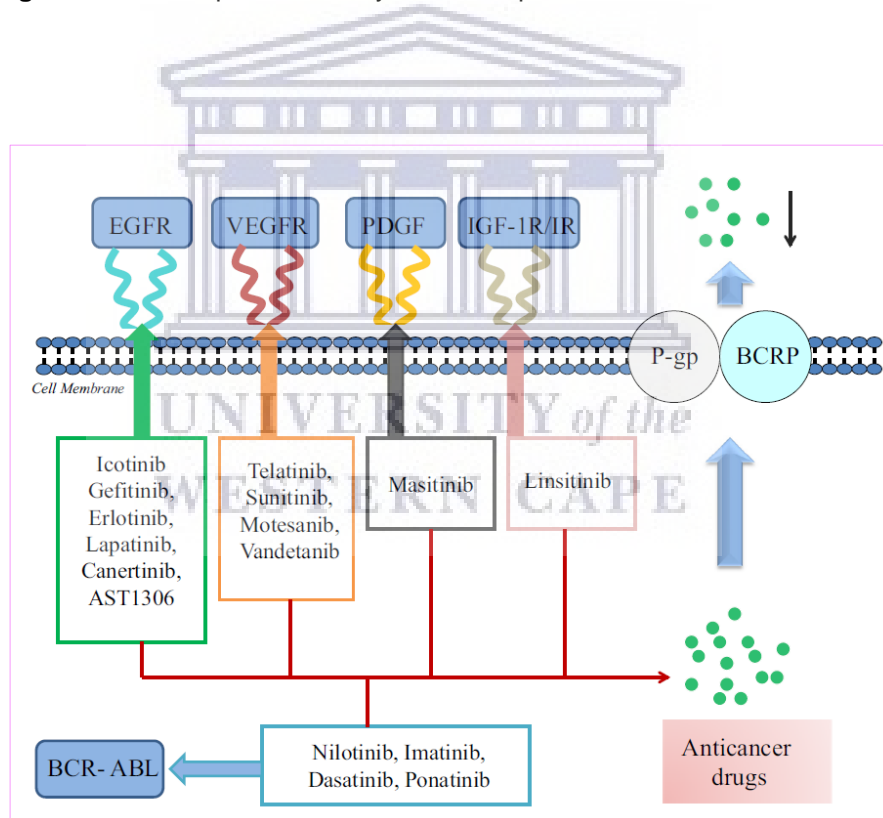 EGFR
VEGFR
PDGF
IGF-1R/IR
P-gp
BCRP
Cell Membrane
UNIVERSITY of the
WESTERN CAPE
Icotinib
Gefitinib,
Erlotinib,
Lapatinib,
Canertinib,
AST1306
Telatinib,
Sunitinib,
Motesanib,
Vandetanib
Masitinib
Linsitinib
BCR- ABL
Nilotinib, Imatinib,
Dasatinib, Ponatinib
Anticancer
drugs